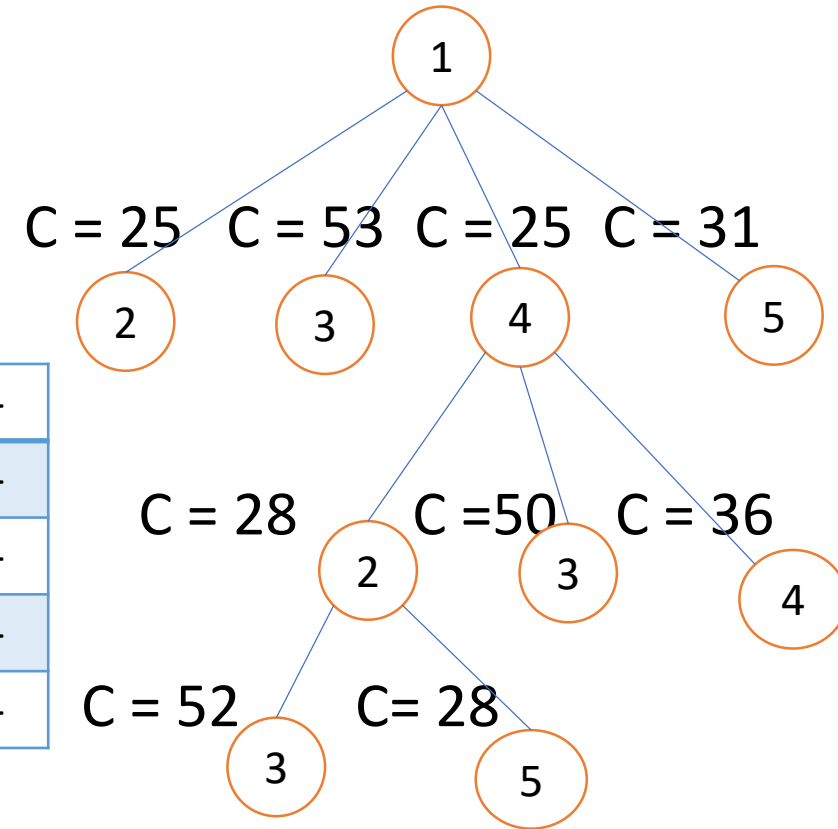 1
C = 25 C = 53 C = 25 C = 31
2 3 4 5
C = 28 C =50 C = 36
2 3 4
C = 52 C= 28
3 5